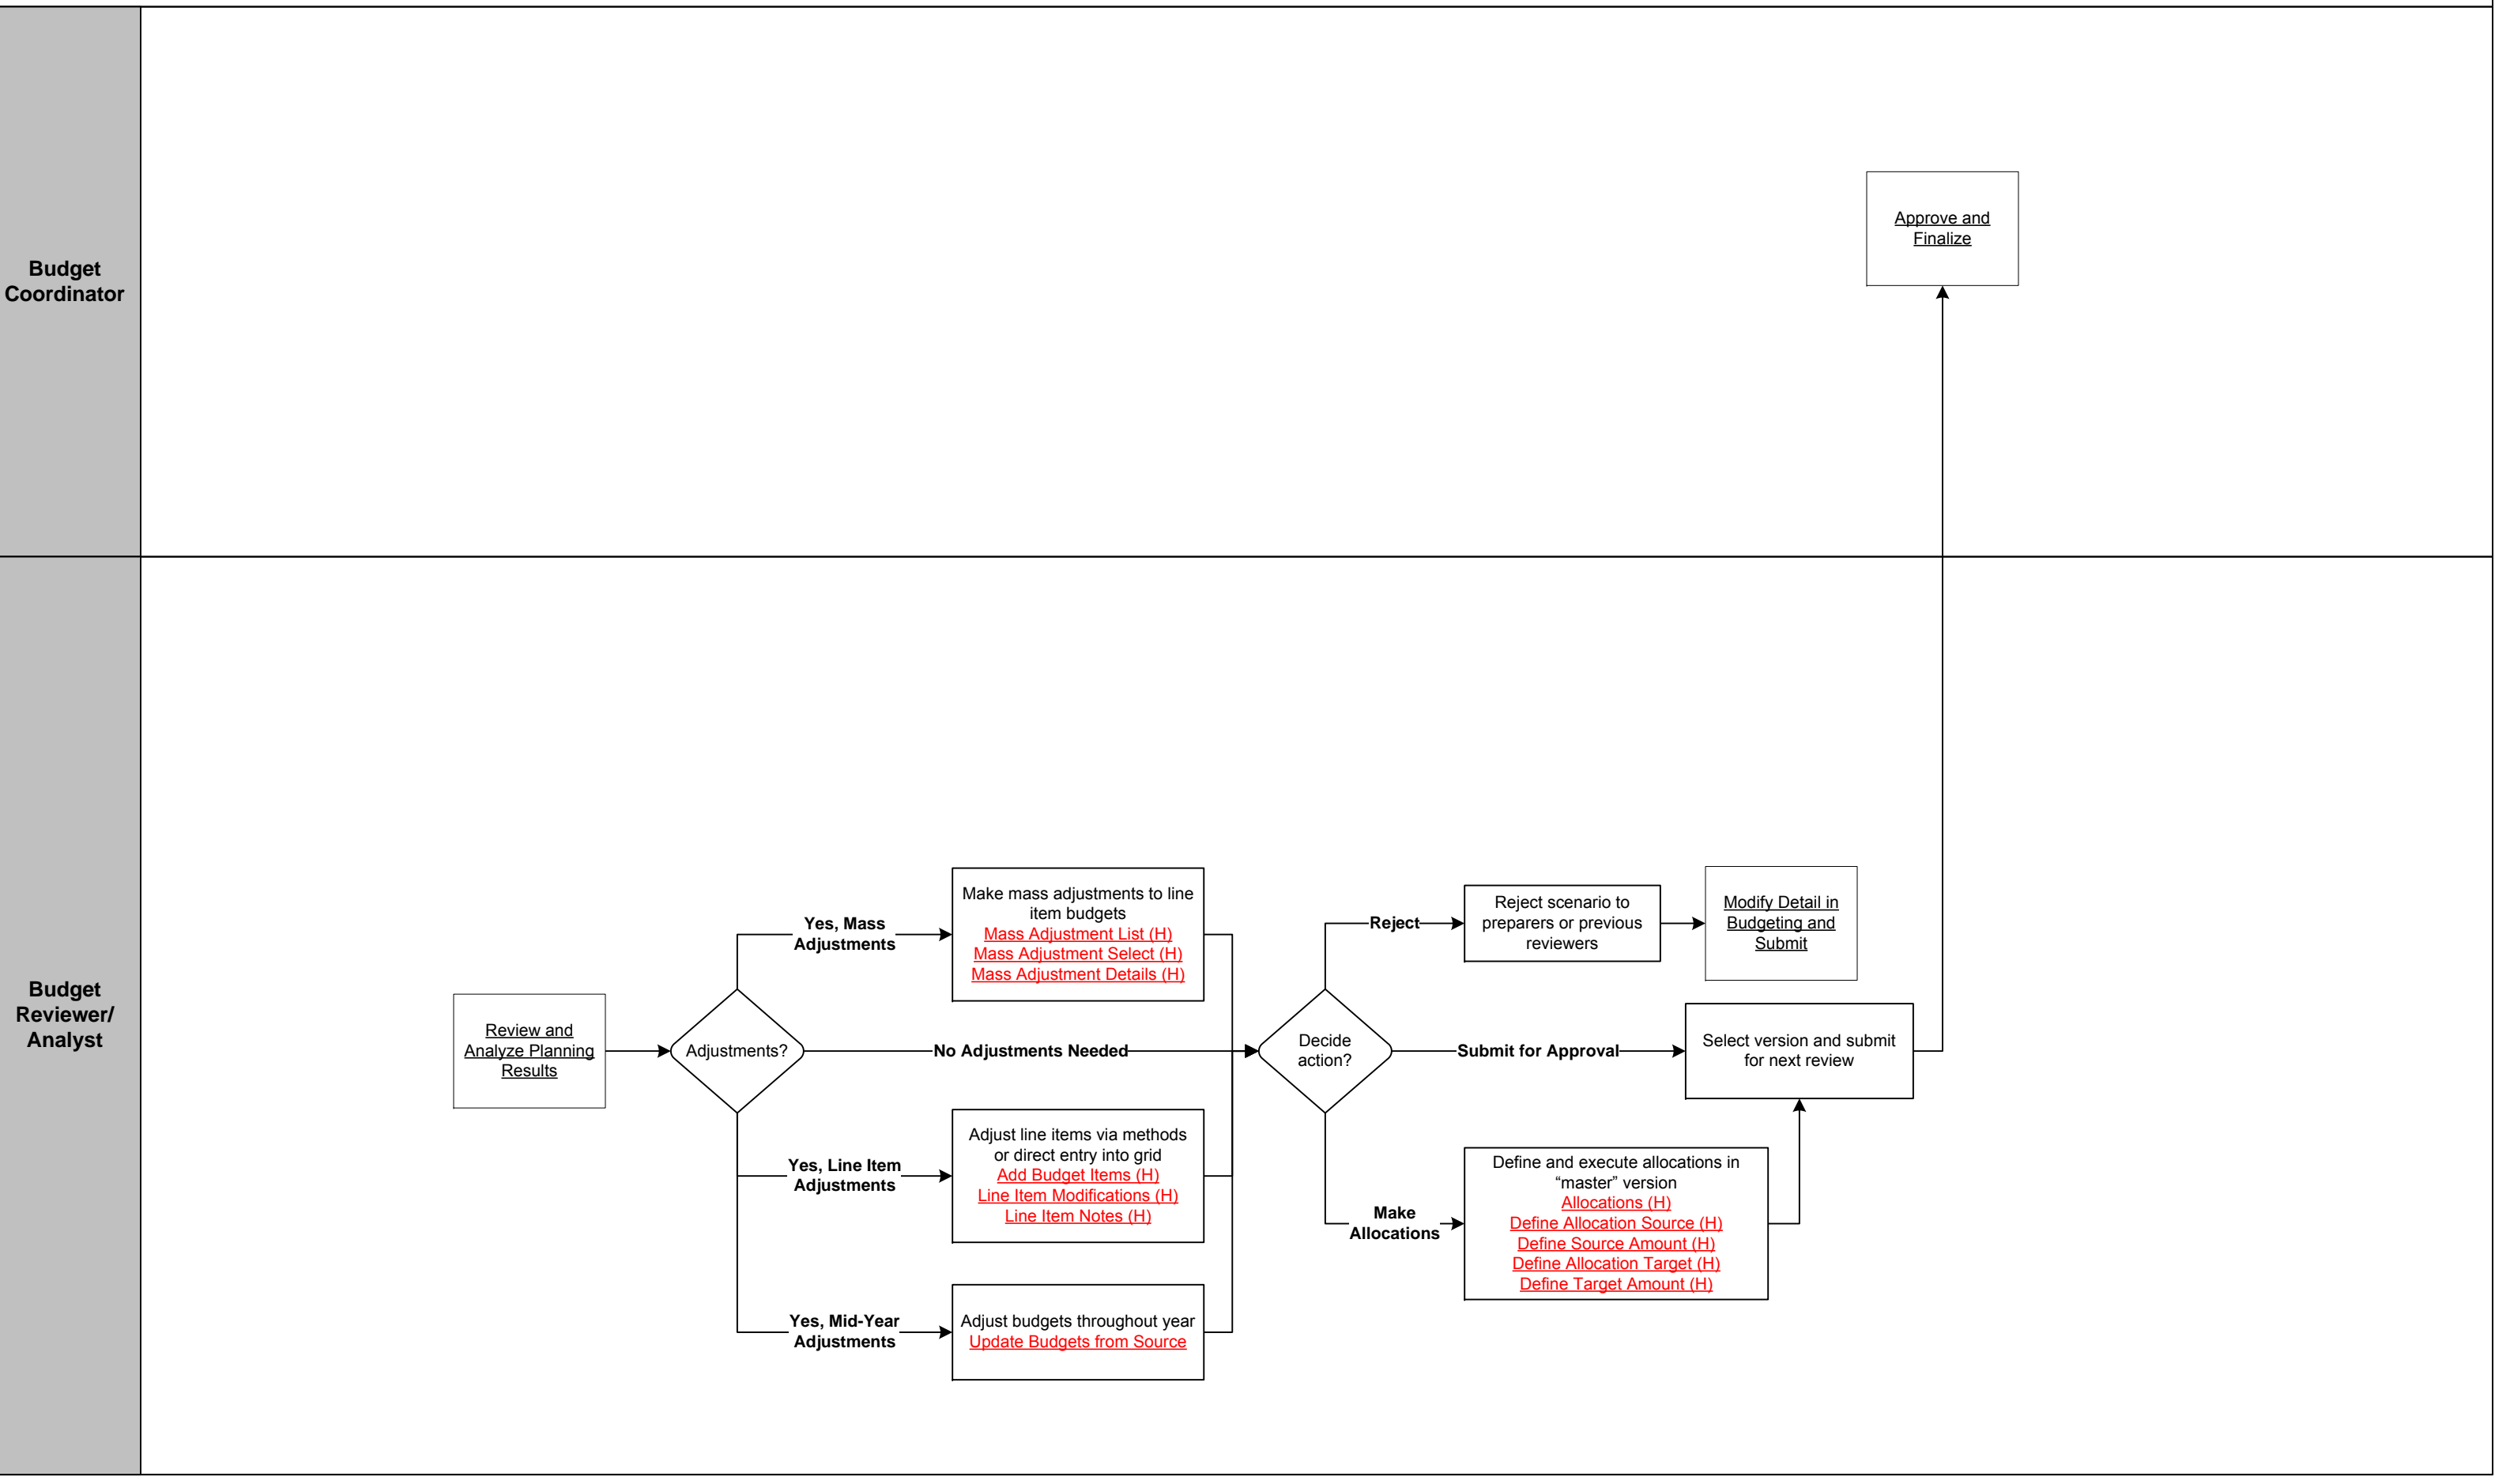 Budget
Coordinator
Approve and
Finalize
Budget
Reviewer/
Analyst
Review and
Analyze Planning
Results
Adjustments?
Yes, Mass
Adjustments
Make mass adjustments to line
item budgets
Mass Adjustment List (H)
Mass Adjustment Select (H)
Mass Adjustment Details (H)
No Adjustments Needed
Yes, Line Item
Adjustments
Adjust line items via methods
or direct entry into grid
Add Budget Items (H)
Line Item Modifications (H)
Line Item Notes (H)
Yes, Mid-Year
Adjustments
Adjust budgets throughout year
Update Budgets from Source
Decide
action?
Reject
Reject scenario to
preparers or previous
reviewers
Modify Detail in
Budgeting and
Submit
Submit for Approval
Select version and submit
for next review
Make
Allocations
Define and execute allocations in
“master” version
Allocations (H)
Define Allocation Source (H)
Define Source Amount (H)
Define Allocation Target (H)
Define Target Amount (H)